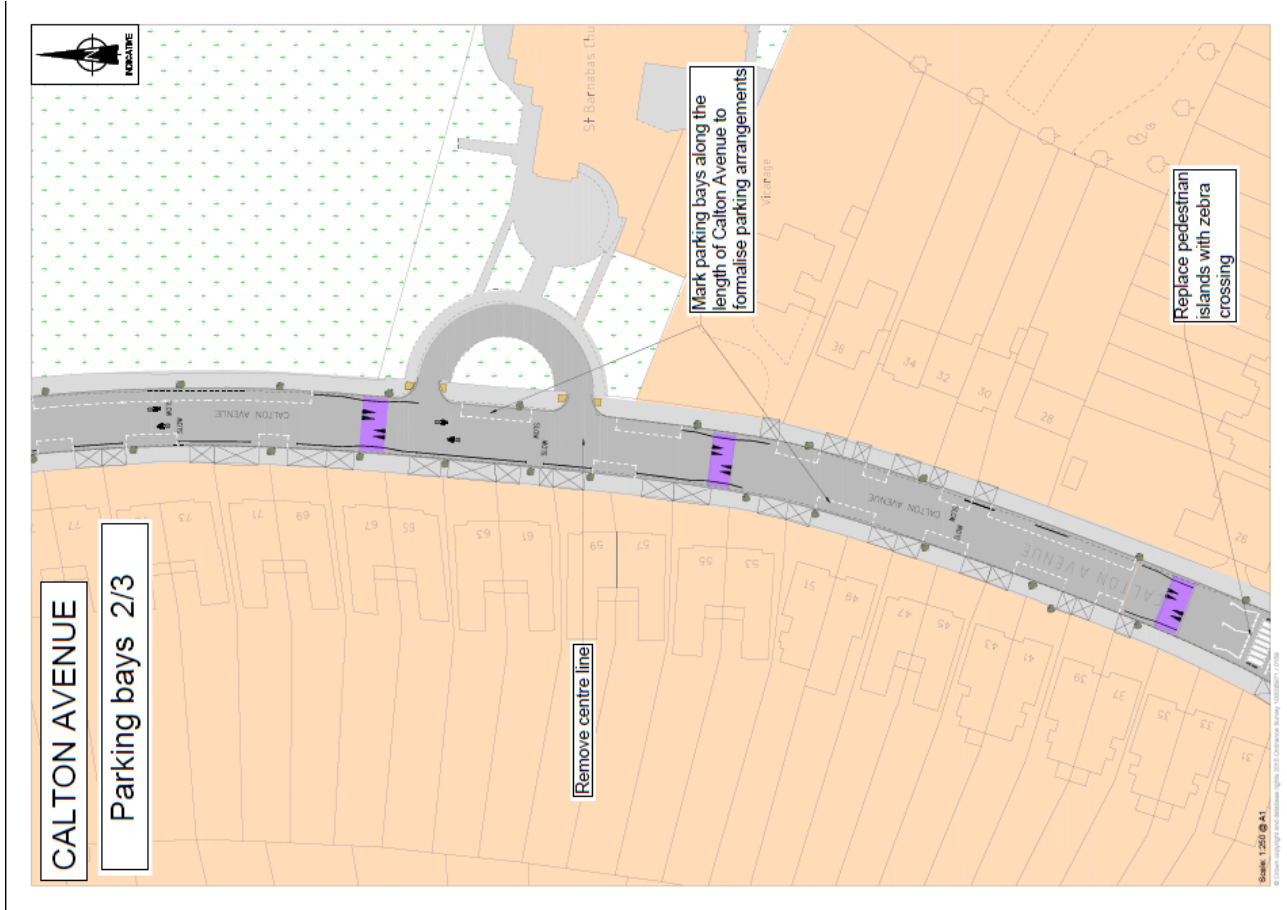 CALTON AVENUE
Parking bays 2/3
INDICATIVE
N
St Barnabas Chu
Mark parking bays along the
length of Calton Avenue to
formalise parking arrangements
Vicarage
Replace pedestrian
islands with zebra
crossing
Remove centre line
CALTON AVENUE
SLOW
SLOW
SLOW
SLOW
CALTON AVENUE
SLOW
SLOW
CALTON AVENUE
77
73
71
69
67
65
63
61
59
57
55
53
51
49
47
45
43
41
39
37
35
33
31
36
34
32
30
28
26
Scale: 1:250 @ A1